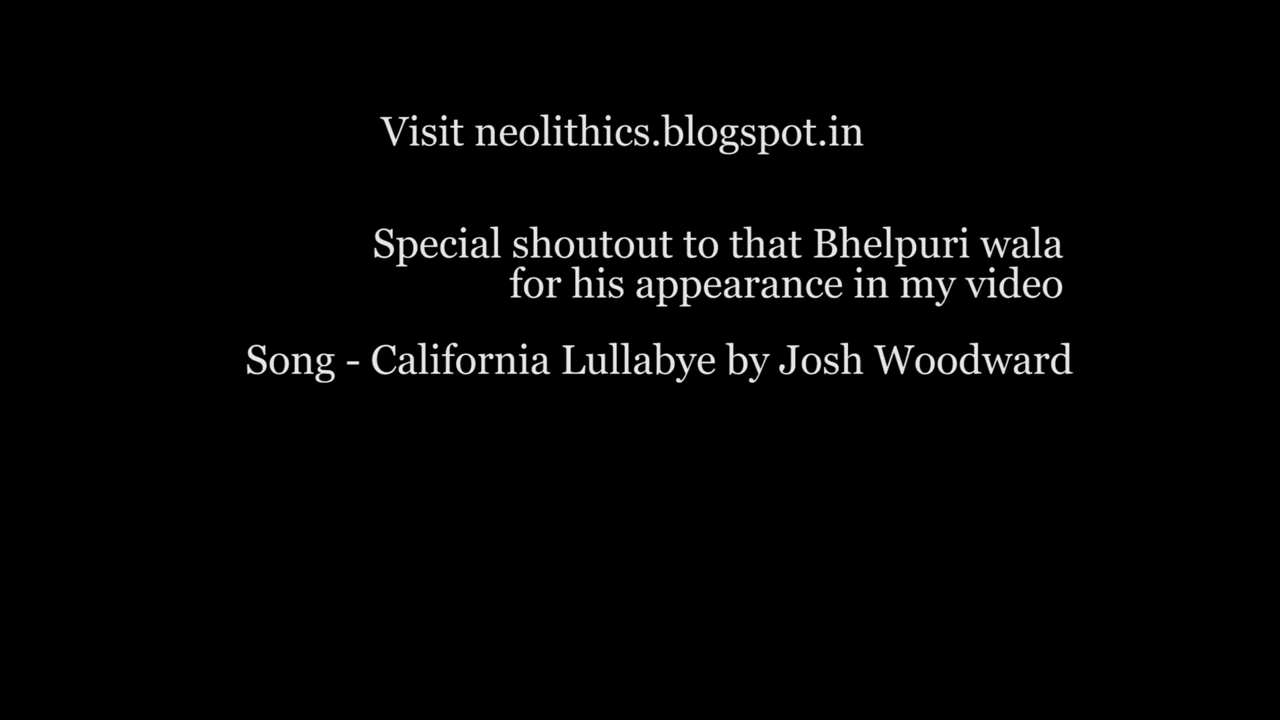 Visit neolithics.blogspot.in
Special shoutout to that Bhelpuri wala
for his appearance in my video
Song - California Lullabye by Josh Woodward